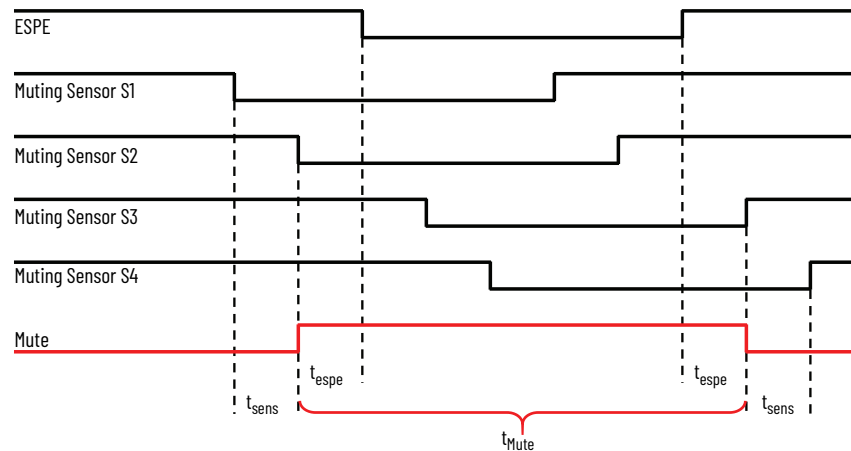 ESPE
Muting Sensor S1
Muting Sensor S2
Muting Sensor S3
Muting Sensor S4
Mute
tespe
tespe
tsens
tsens
tMute